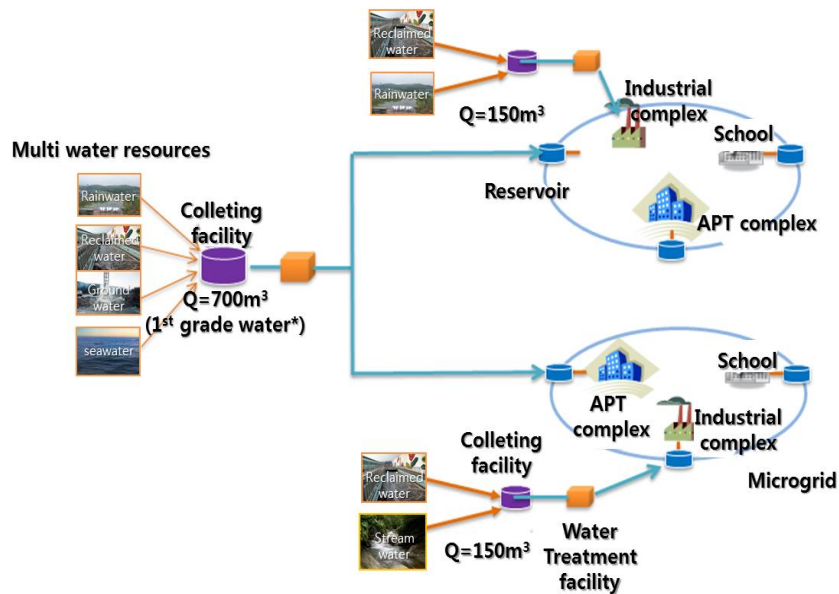 Reclaimed
water
Rainwater
Q=150m³
Industrial
complex
School
Reservoir
APT complex
Multi water resources
Rainwater
Reclaimed
water
Ground
water
seawater
Colleting
facility
Q=700m³
(1st grade water*)
APT
complex
School
Industrial
complex
Microgrid
Colleting
facility
Reclaimed
water
Stream
water
Q=150m³
Water
Treatment
facility